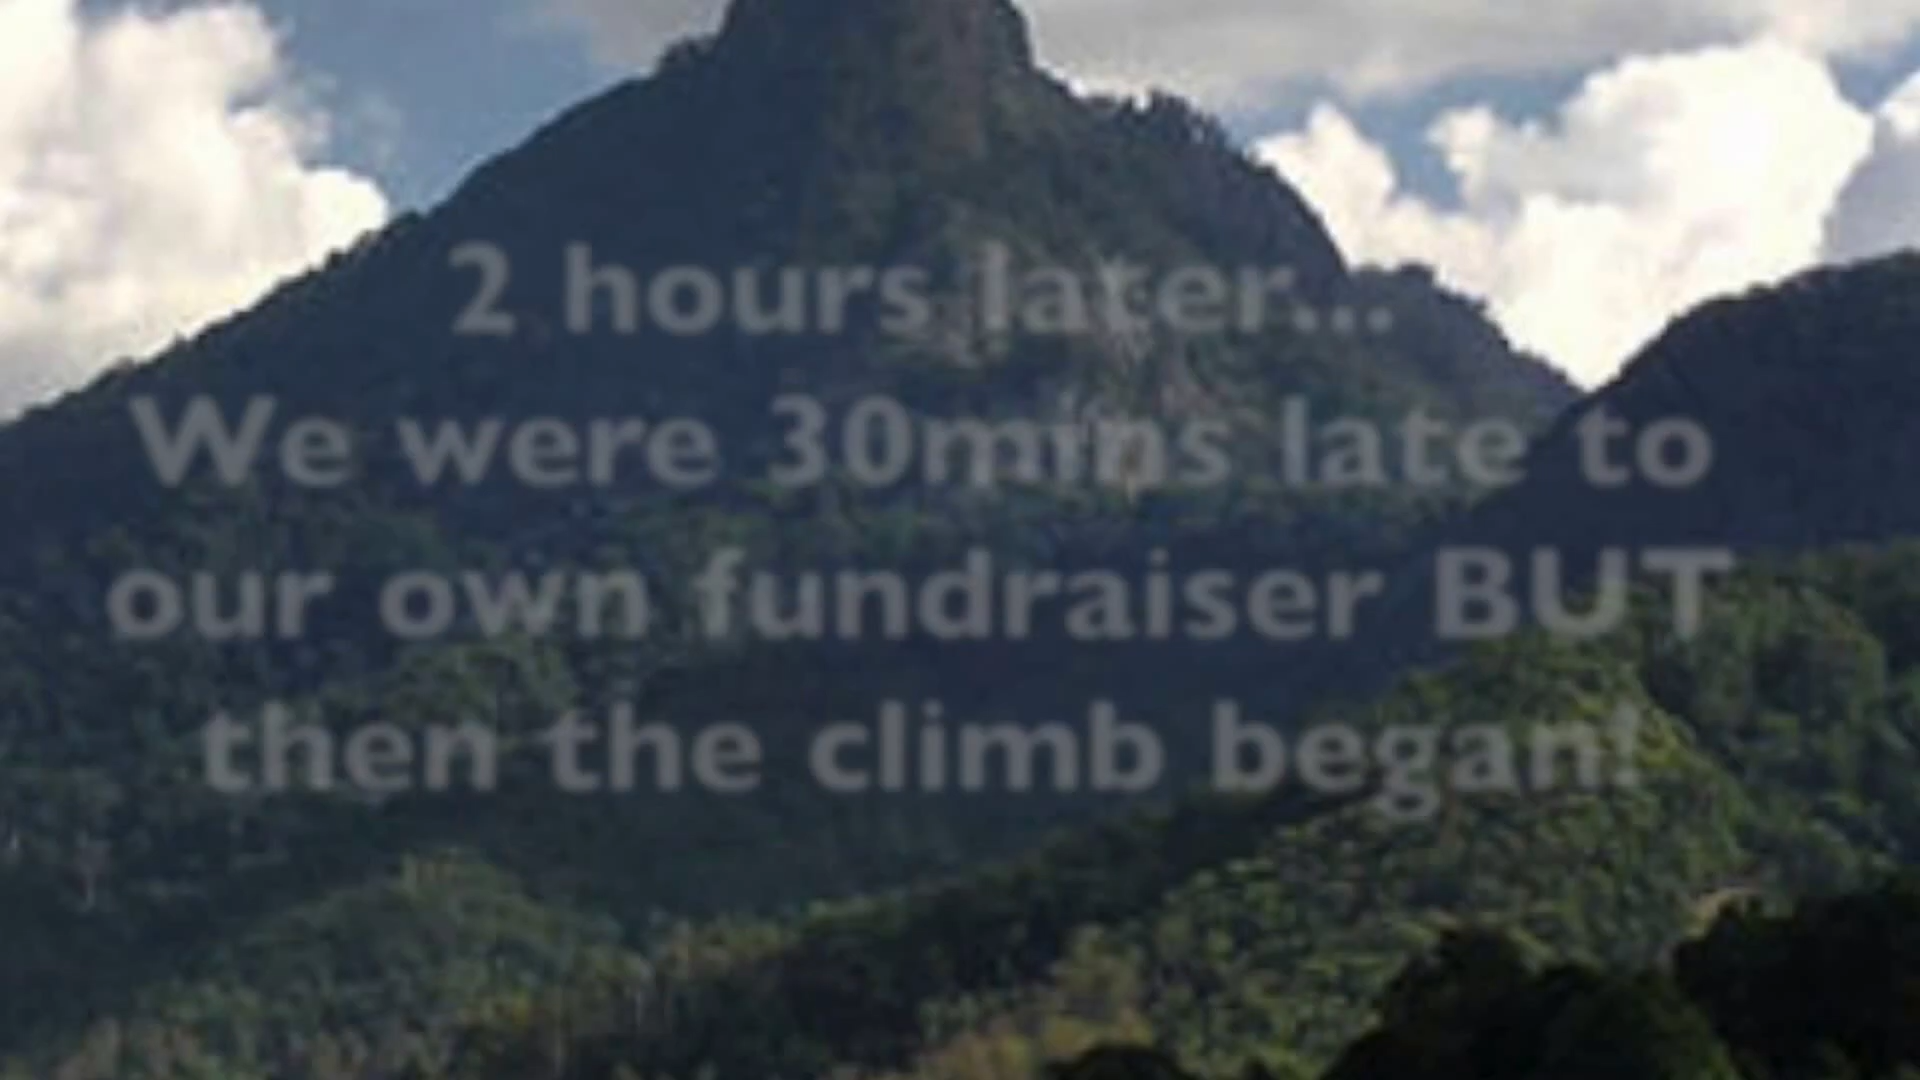 2 hours later...
We were 30mins late to
our own fundraiser BUT
then the climb began!